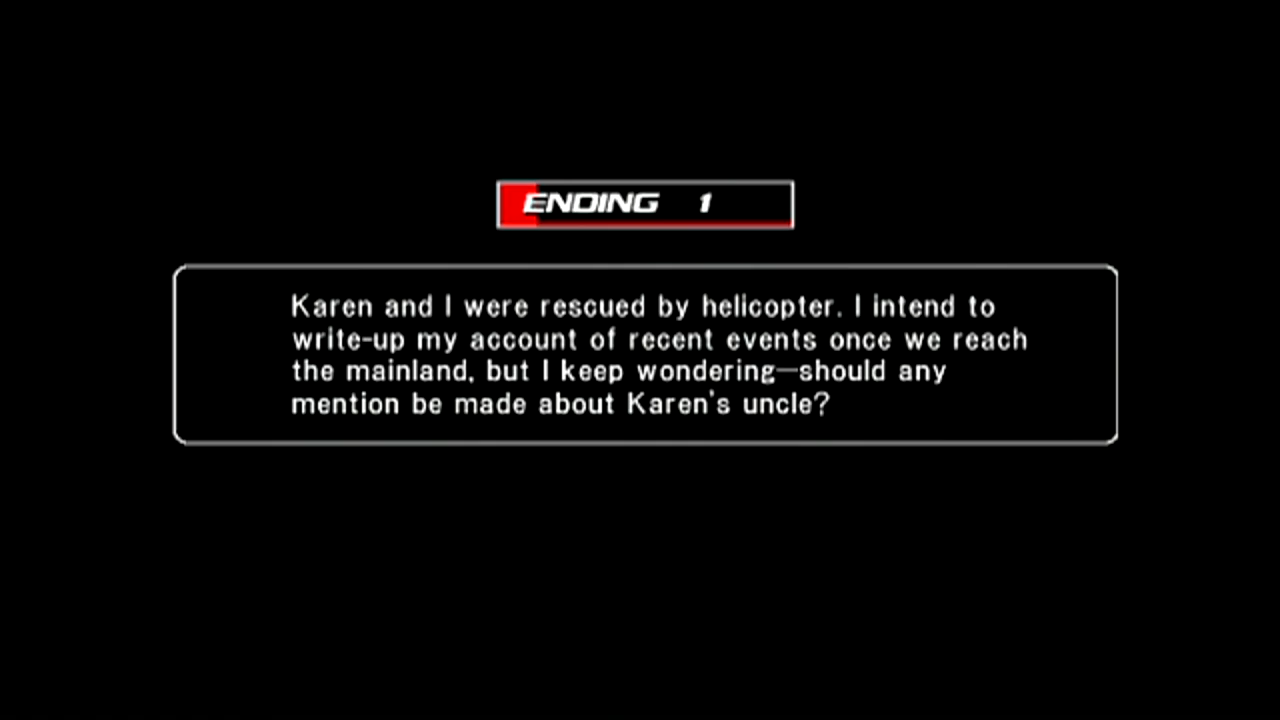 ENDING 1
Karen and I were rescued by helicopter. I intend to
write-up my account of recent events once we reach
the mainland, but I keep wondering—should any
mention be made about Karen's uncle?